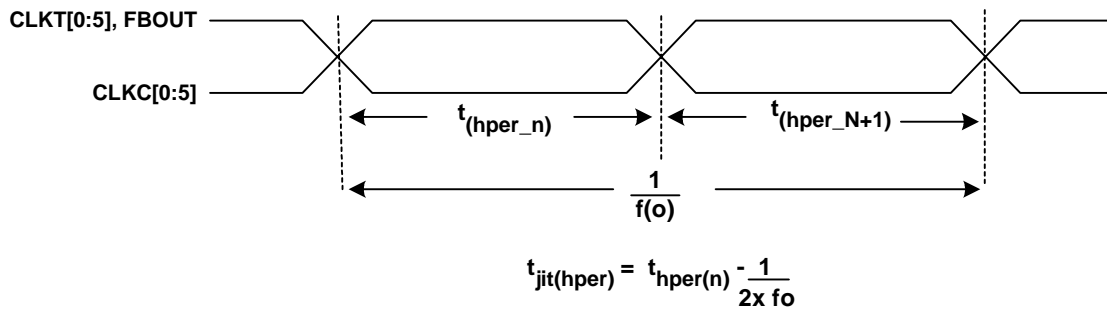 CLKT[0:5], FBOUT
CLKC[0:5]
t(hper_n)
t(hper_N+1)
1
f(o)
tjit(hper) = thper(n) - 1
2x fo